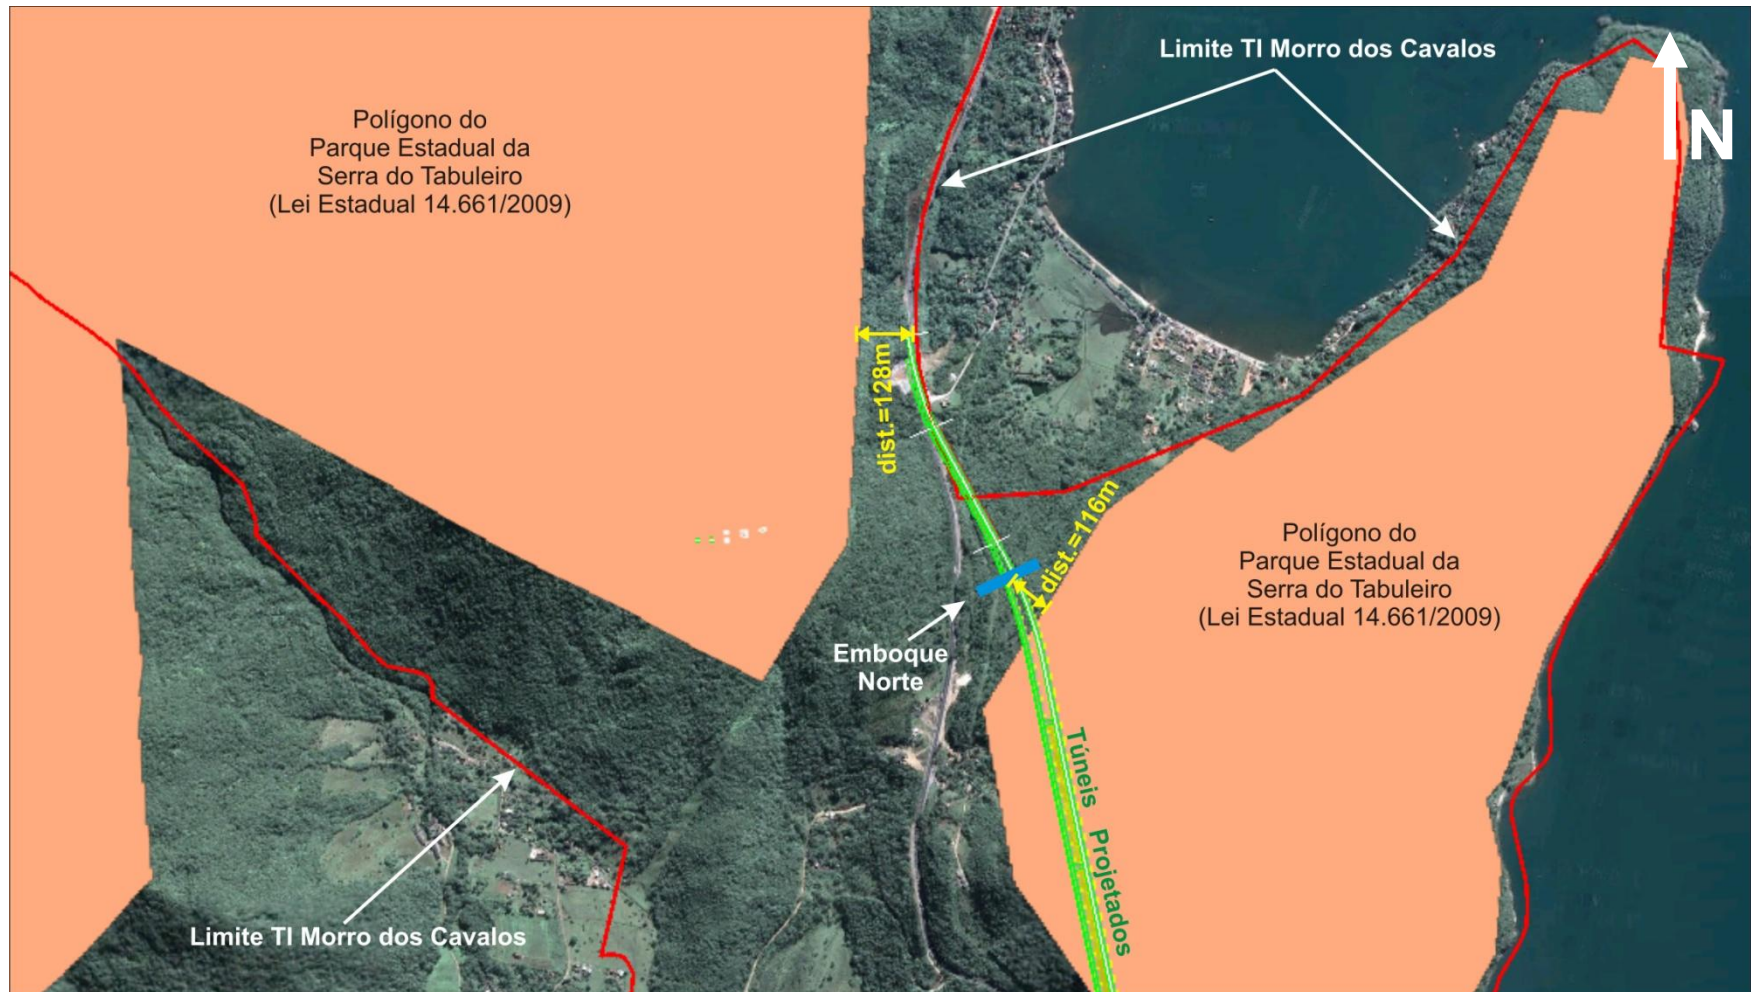 Limite TI Morro dos Cavalos
Polígono do
Parque Estadual da
Serra do Tabuleiro
(Lei Estadual 14.661/2009)
N
dist.=128m
dist.=116m
Polígono do
Parque Estadual da
Serra do Tabuleiro
(Lei Estadual 14.661/2009)
Emboque
Norte
Túneis Projetados
Limite TI Morro dos Cavalos